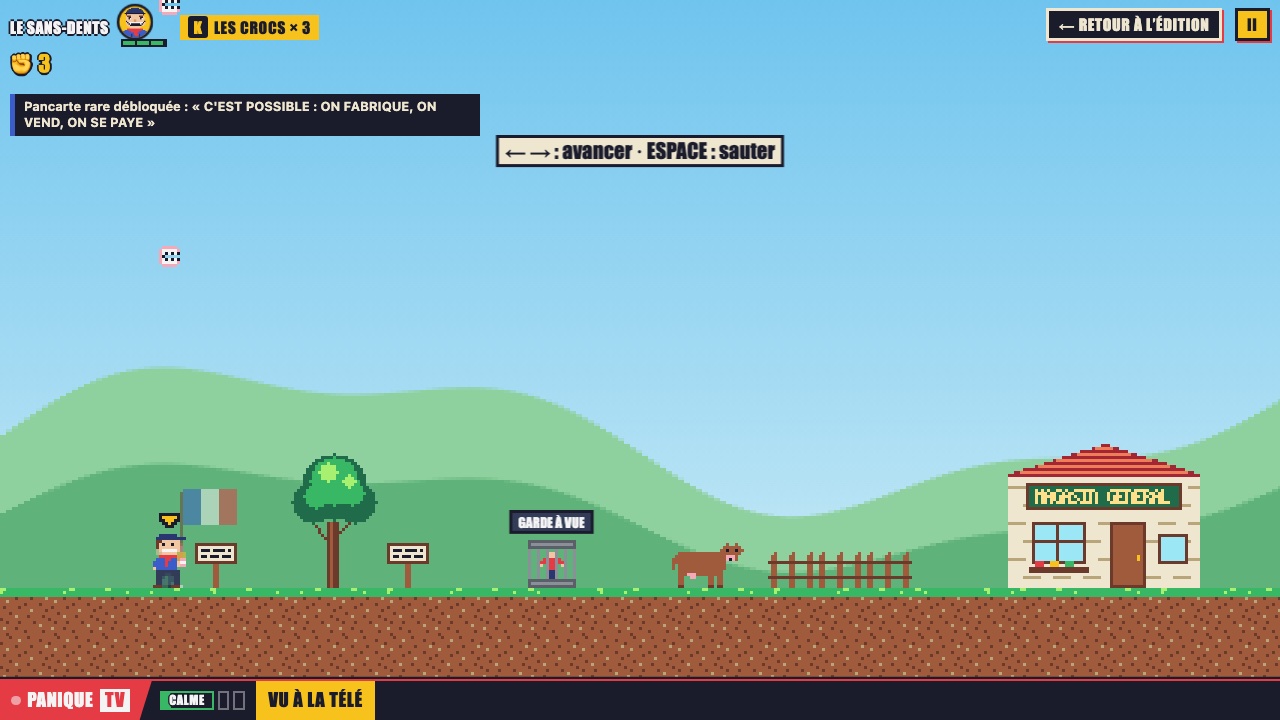 LE SANS-DENTS
K LES CROCS × 3
← RETOUR À L'ÉDITION
3
Pancarte rare débloquée : « C'EST POSSIBLE : ON FABRIQUE, ON
VEND, ON SE PAYE »
←→ : avancer · ESPACE : sauter
GARDE À VUE
MAGASIN GENERAL
PANIQUE TV
CALME
VU À LA TÉLÉ